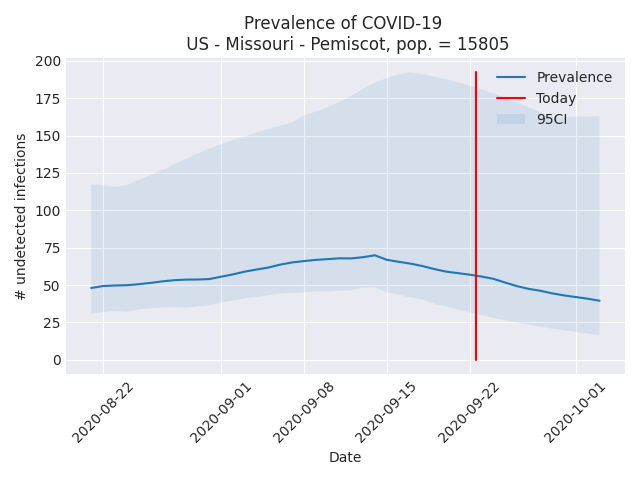 Prevalence of COVID-19
US - Missouri - Pemiscot, pop. = 15805
200
175
150
125
100
75
50
25
0
# undetected infections
Prevalence
Today
95CI
2020-08-22
2020-09-01
2020-09-08
2020-09-15
2020-09-22
2020-10-01
Date